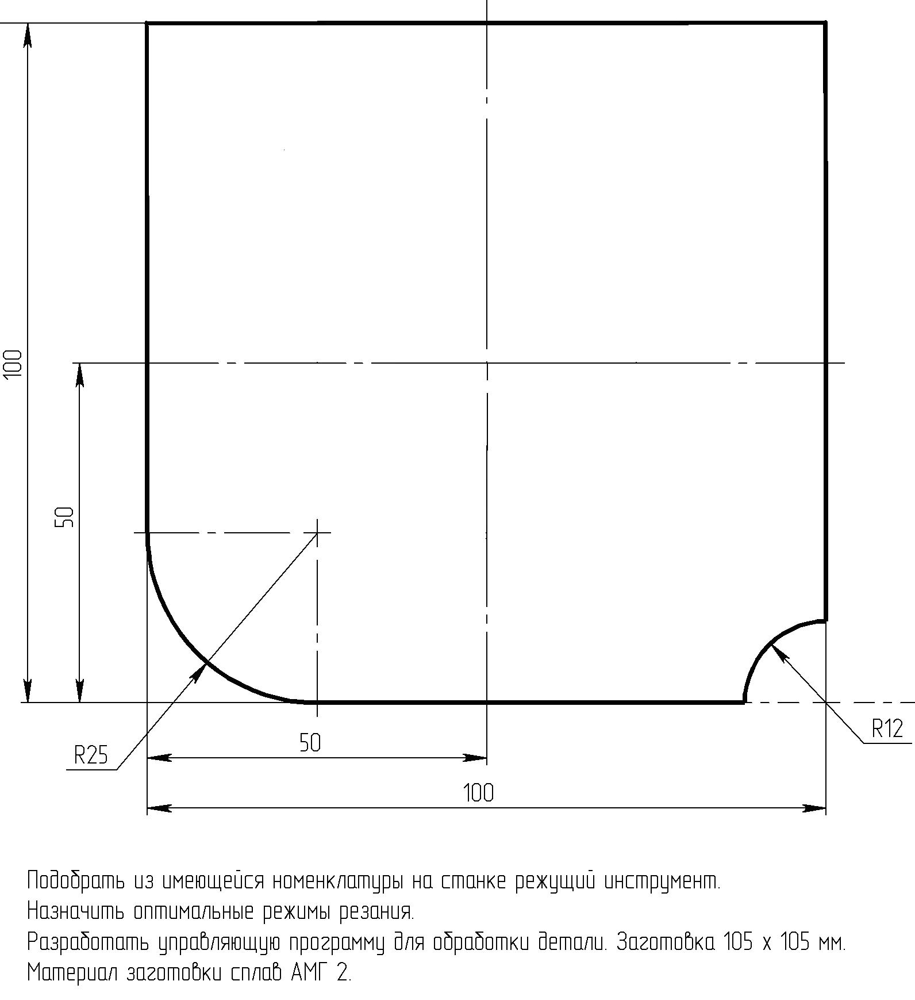 100
50
R25
50
R12
100
Подобрать из имеющейся номенклатуры на станке режущий инструмент.
Назначить оптимальные режимы резания.
Разработать управляющую программу для обработки детали. Заготовка 105 х 105 мм.
Материал заготовки сплав АМГ 2.